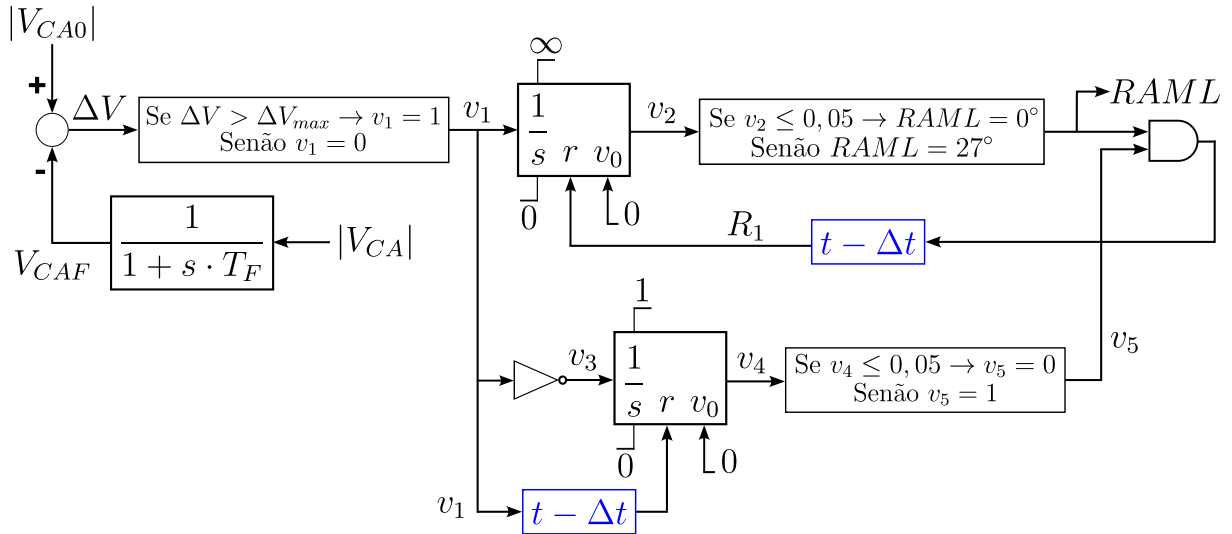 |V_{CA0}|
+
ΔV
-
Se ΔV > ΔV_{max} → v_1 = 1
Senão v_1 = 0
v_1
∞
1
s
r
v_0
0
0
v_2
Se v_2 ≤ 0,05 → RAML = 0°
Senão RAML = 27°
RAML
1
1 + s · T_F
|V_{CA}|
V_{CAF}
R_1
t − Δt
1
v_3
1
s
r
v_0
0
0
v_4
Se v_4 ≤ 0,05 → v_5 = 0
Senão v_5 = 1
v_5
v_1
t − Δt